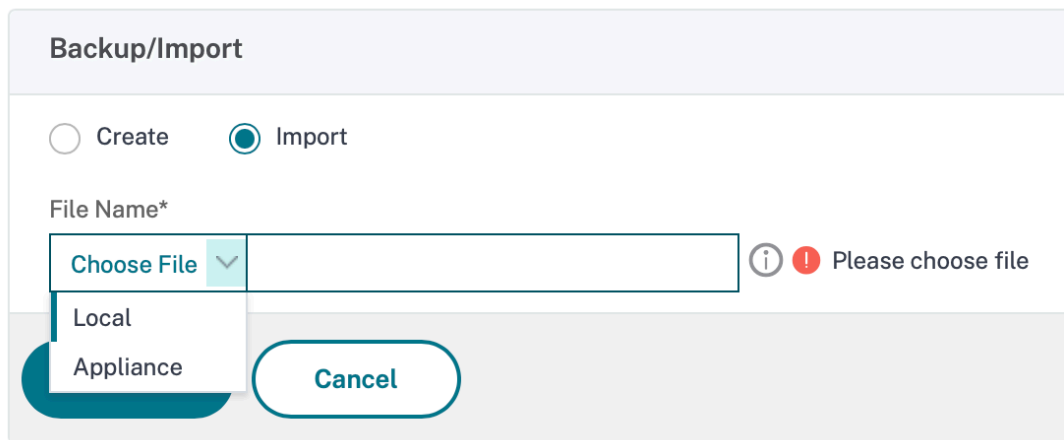 Backup/Import
Create Import
File Name*
Choose File
! Please choose file
Local
Appliance
Cancel